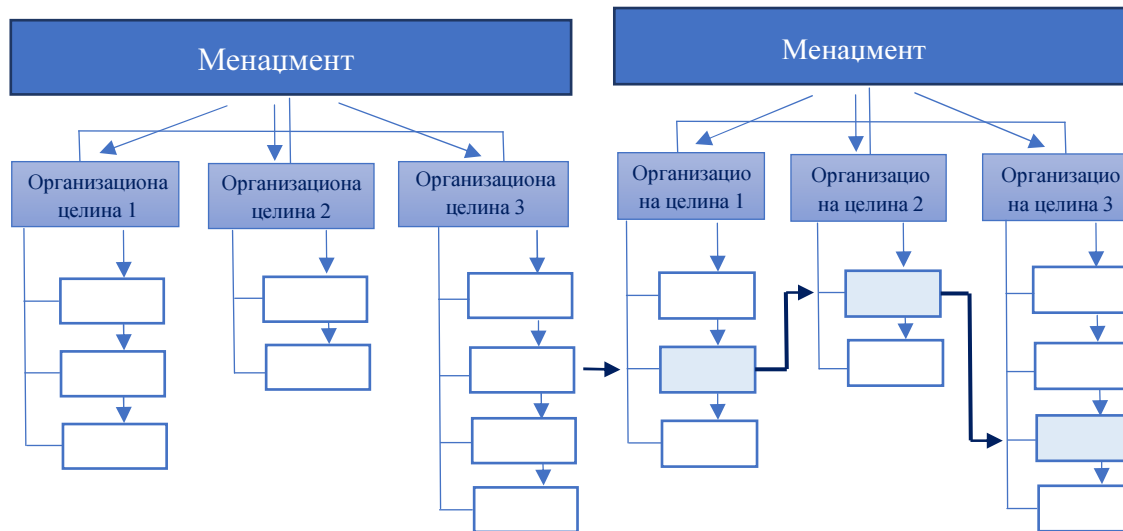 Менаџмент
Организациона
целина 1
Организациона
целина 2
Организациона
целина 3
Менаџмент
Организацио
на целина 1
Организацио
на целина 2
Организацио
на целина 3